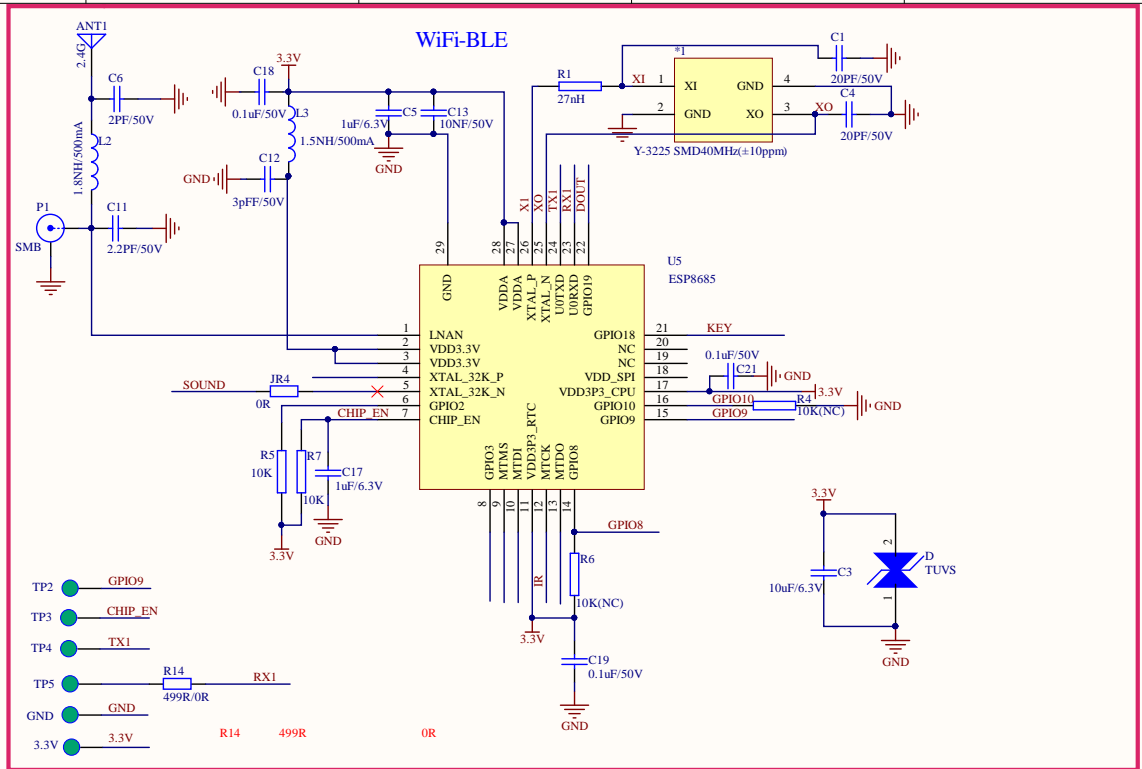 WiFi-BLE
ANT1
2.4G
C6
2PF/50V
L2
1.8NH/500mA
P1
SMB
C11
2.2PF/50V
3.3V
C18
0.1uF/50V
L3
1.5NH/500mA
C12
GND
3pFF/50V
C5
1uF/6.3V
C13
10NF/50V
GND
R1
27nH
C1
20PF/50V
*1
XI
1
XI
GND
4
2
GND
XO
3
XO
C4
20PF/50V
Y-3225 SMD40MHz(±10ppm)
X1
XO
TX1
RX1
DOUT
29
28
27
26
25
24
23
22
GND
VDDA
VDDA
XTAL_P
XTAL_N
U0TXD
U0RXD
GPIO19
U5
ESP8685
1
LNAN
2
VDD3.3V
3
VDD3.3V
4
XTAL_32K_P
5
XTAL_32K_N
6
GPIO2
7
CHIP_EN
SOUND
JR4
0R
CHIP_EN
GPIO18
21
KEY
NC
20
NC
19
VDD_SPI
18
VDD3P3_CPU
17
GPIO10
16
GPIO9
15
0.1uF/50V
C21
GND
3.3V
GPIO10
R4
10K(NC)
GND
GPIO9
GPIO3
MTMS
MTDI
VDD3P3_RTC
MTCK
MTDO
GPIO8
8
9
10
11
12
13
14
R5
10K
R7
10K
C17
1uF/6.3V
GND
3.3V
GPIO8
IR
R6
10K(NC)
3.3V
C19
0.1uF/50V
GND
3.3V
2
D
TUVS
C3
10uF/6.3V
1
GND
TP2
GPIO9
TP3
CHIP_EN
TP4
TX1
TP5
R14
499R/0R
RX1
GND
GND
3.3V
3.3V
R14 499R 0R